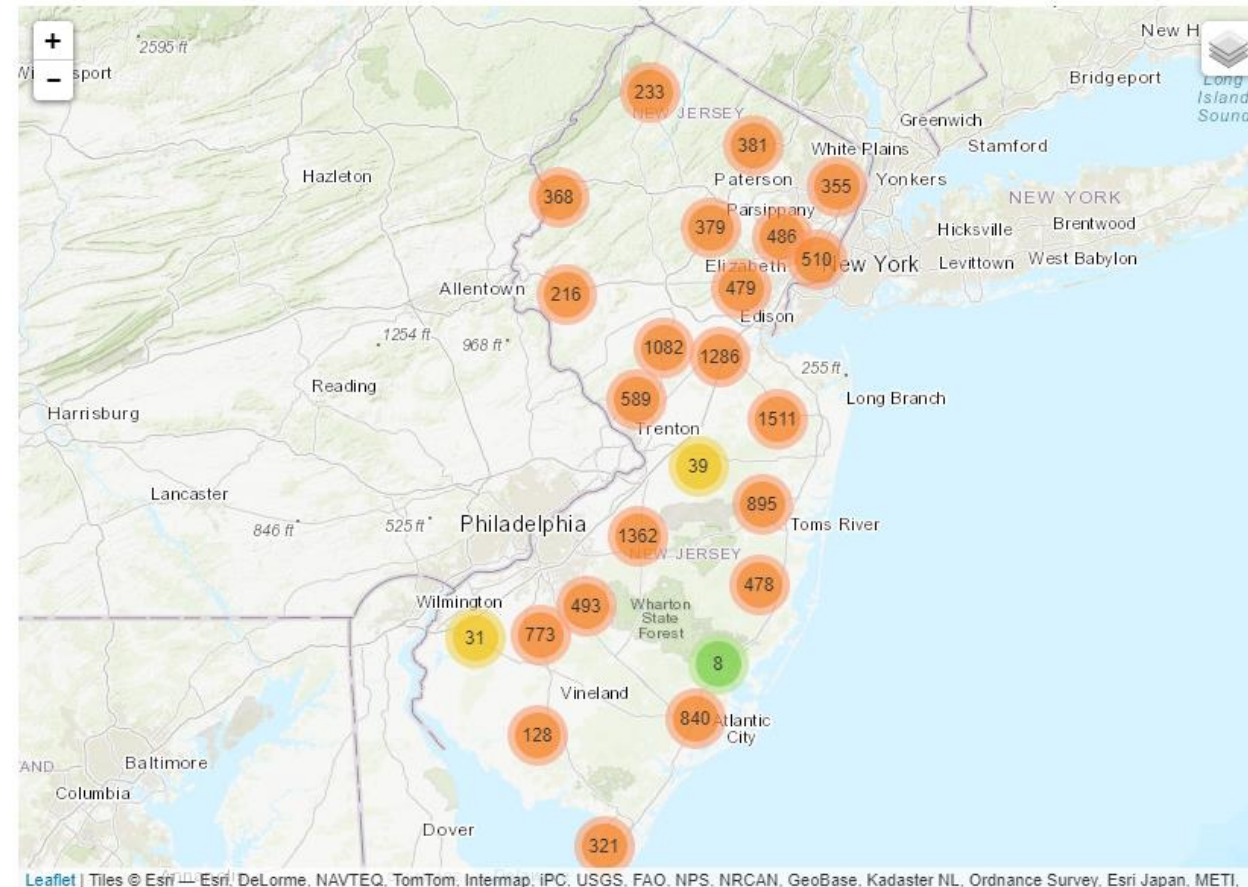 +
−
2595 ft
New H
Bridgeport
Long
Island
Sound
233
NEW JERSEY
Greenwich
381
White Plains
Stamford
Hazleton
Paterson
355
Yonkers
368
NEW YORK
Parsippany
379
486
Hicksville
Brentwood
510
New York
Levittown
West Babylon
Elizabeth
Allentown
216
479
Edison
1254 ft
968 ft
1082
1286
255 ft
Reading
589
Long Branch
Harrisburg
1511
Trenton
39
Lancaster
895
846 ft
525 ft
Philadelphia
Toms River
1362
NEW JERSEY
478
Wilmington
493
Wharton
State
Forest
31
773
8
Vineland
840
Atlantic
City
128
AND
Baltimore
Columbia
Dover
321
Leaflet | Tiles © Esri — Esri, DeLorme, NAVTEQ, TomTom, Intermap, iPC, USGS, FAO, NPS, NRCAN, GeoBase, Kadaster NL, Ordnance Survey, Esri Japan, METI,